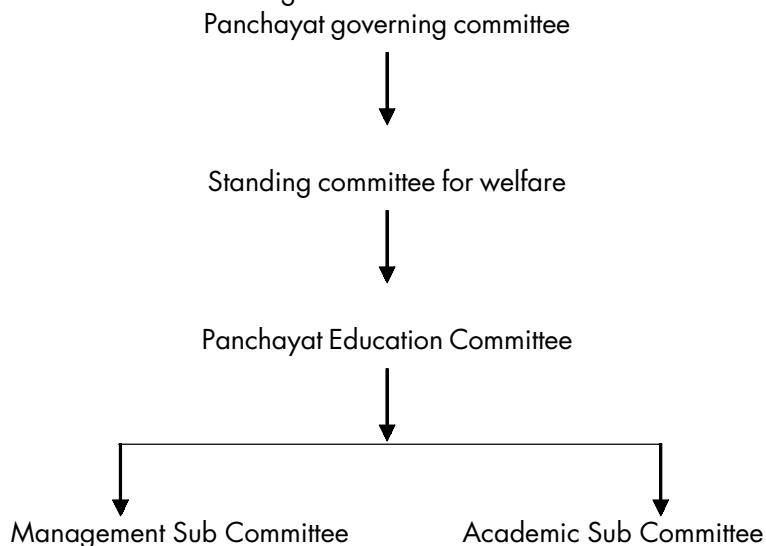 Panchayat governing committee
Standing committee for welfare
Panchayat Education Committee
Management Sub Committee Academic Sub Committee